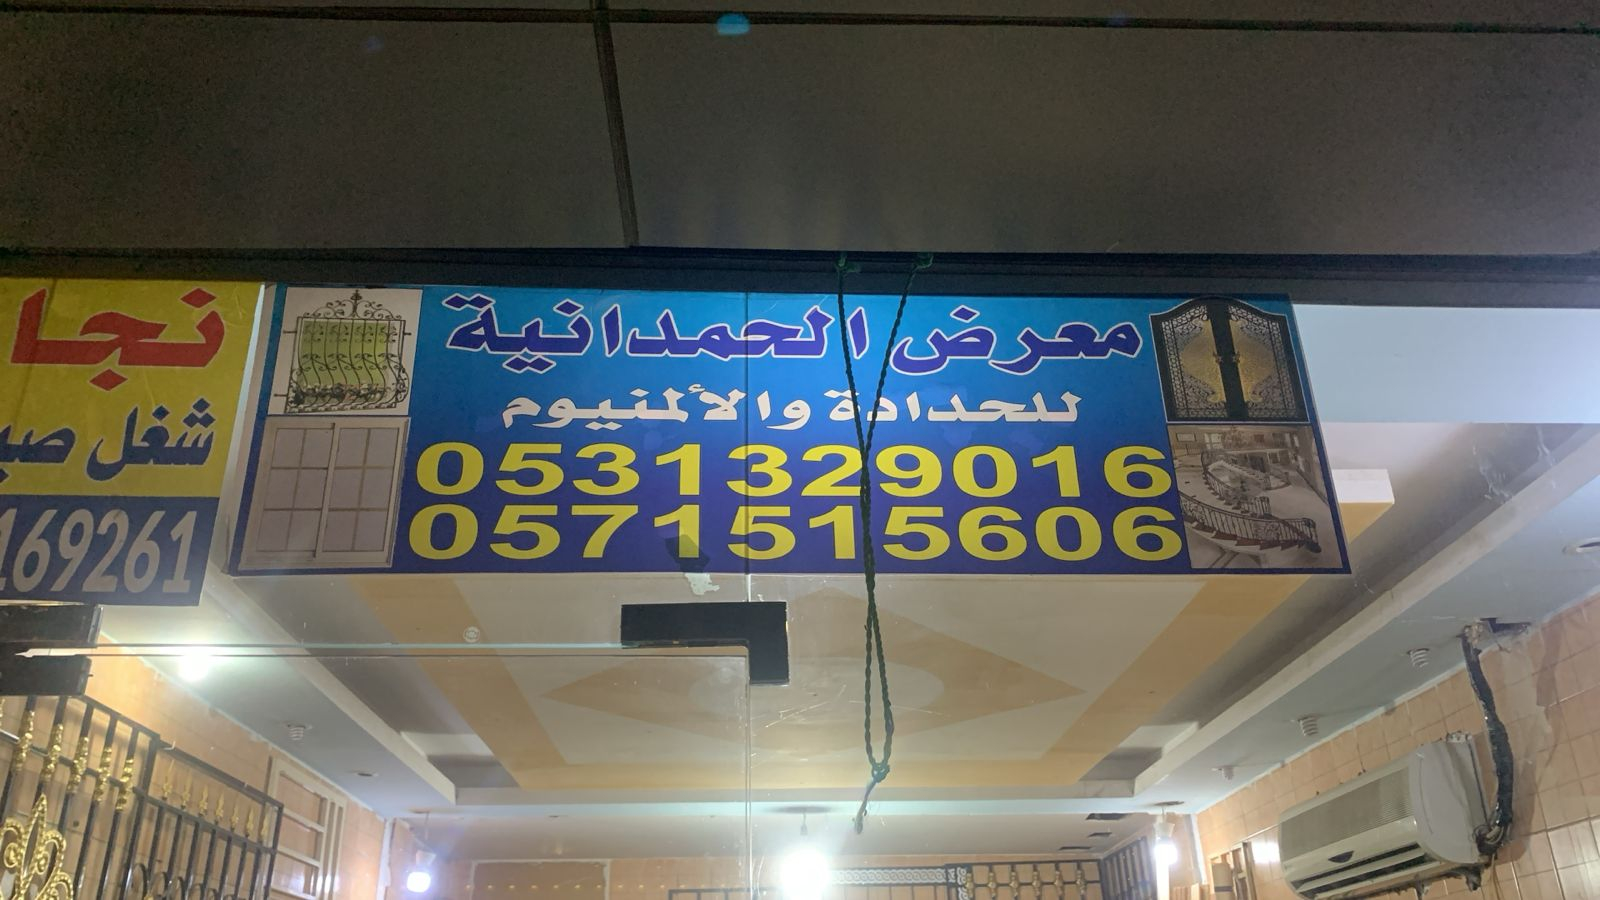 معرض الحمدانية
للحدادة والألمنيوم
0531329016
0571515606
نجا
شغل
169261